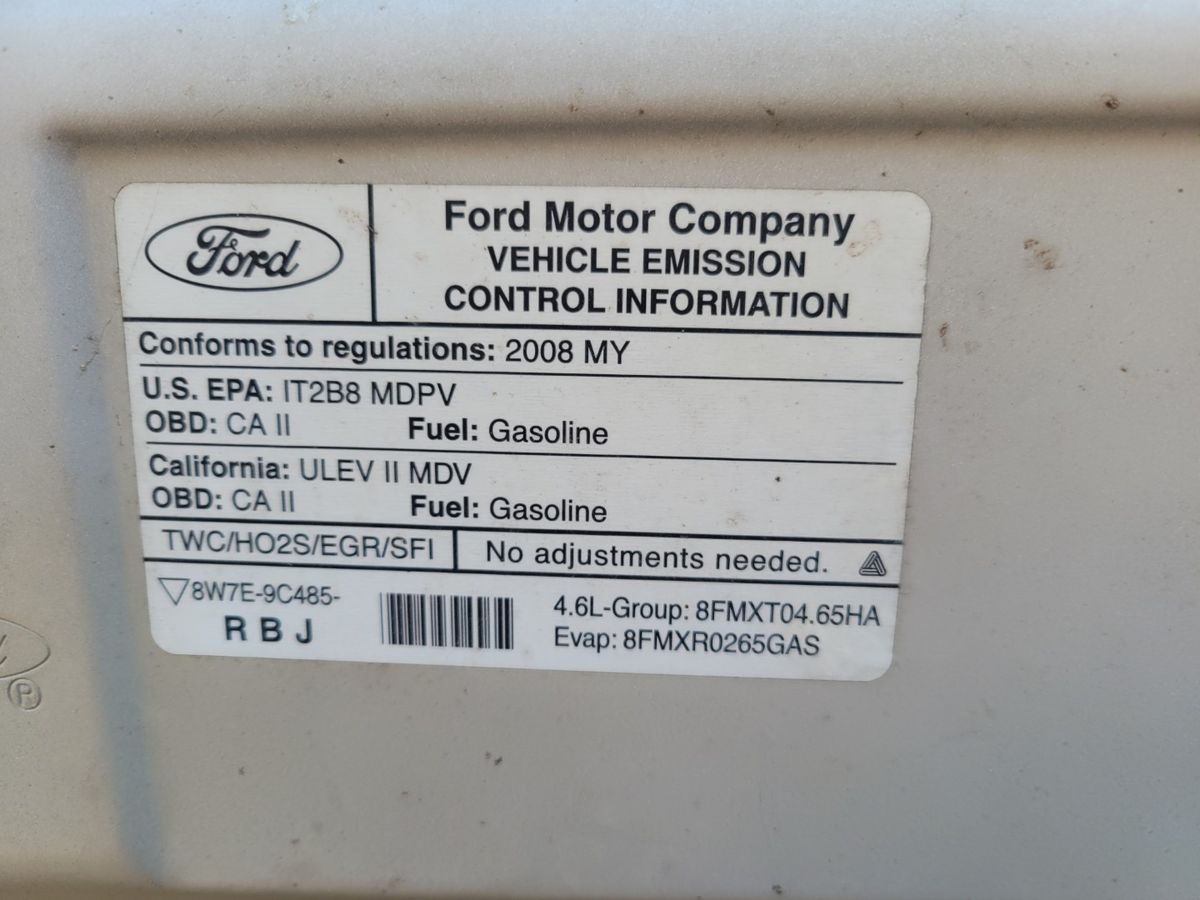 Ford
Ford Motor Company
VEHICLE EMISSION
CONTROL INFORMATION
Conforms to regulations: 2008 MY
U.S. EPA: IT2B8 MDPV
OBD: CA II Fuel: Gasoline
California: ULEV II MDV
OBD: CA II Fuel: Gasoline
TWC/HO2S/EGR/SFI
No adjustments needed.
8W7E-9C485-
R B J
4.6L-Group: 8FMXT04.65HA
Evap: 8FMXR0265GAS
P